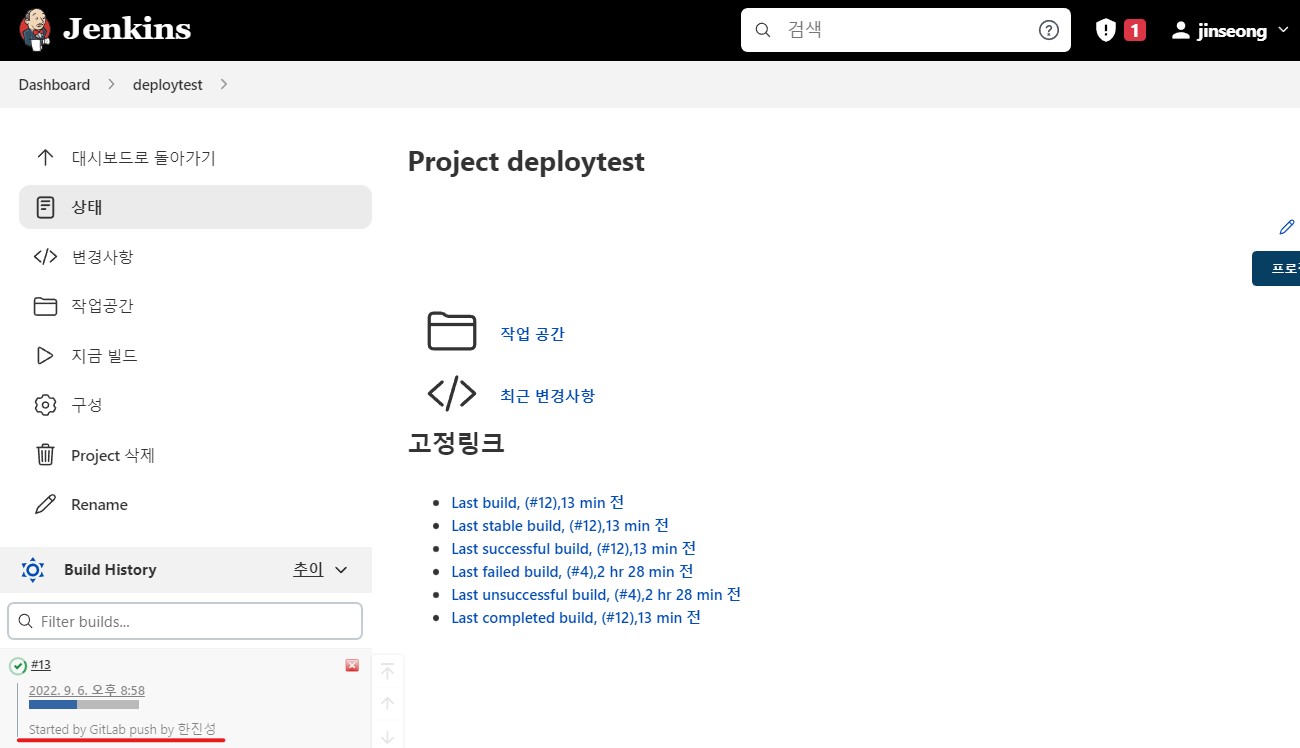 Jenkins
검색
1
jinseong
Dashboard
deploytest
대시보드로 돌아가기
상태
변경사항
작업공간
지금 빌드
구성
Project 삭제
Rename
Build History
추이
Filter builds...
#13
2022. 9. 6. 오후 8:58
Started by GitLab push by 한진성
Project deploytest
작업 공간
최근 변경사항
고정링크
Last build, (#12),13 min 전
Last stable build, (#12),13 min 전
Last successful build, (#12),13 min 전
Last failed build, (#4),2 hr 28 min 전
Last unsuccessful build, (#4),2 hr 28 min 전
Last completed build, (#12),13 min 전